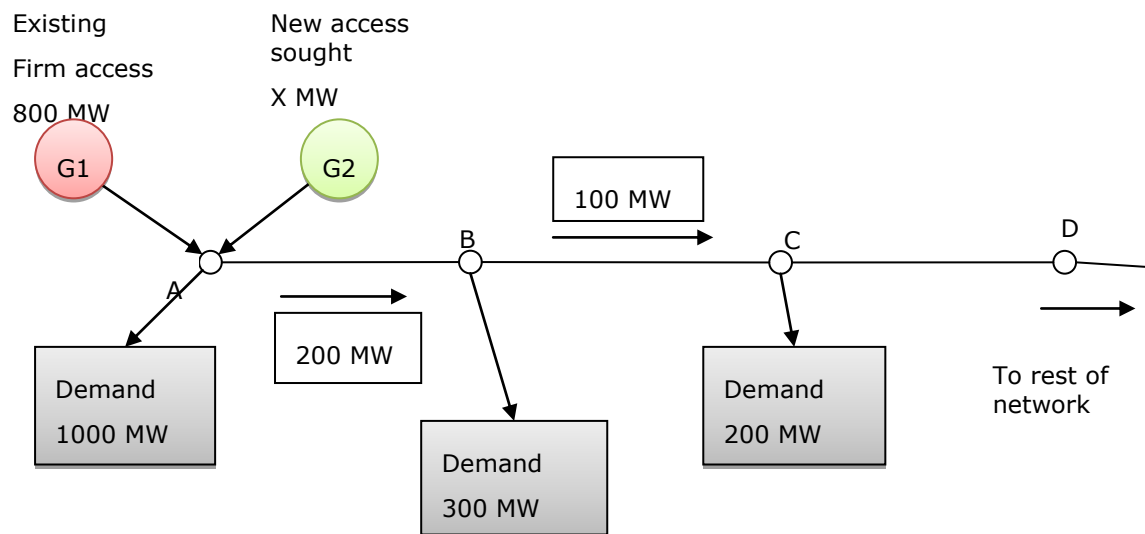 Existing
Firm access
800 MW
New access
sought
X MW
G1
G2
100 MW
A
B
C
D
200 MW
Demand
1000 MW
Demand
300 MW
Demand
200 MW
To rest of
network